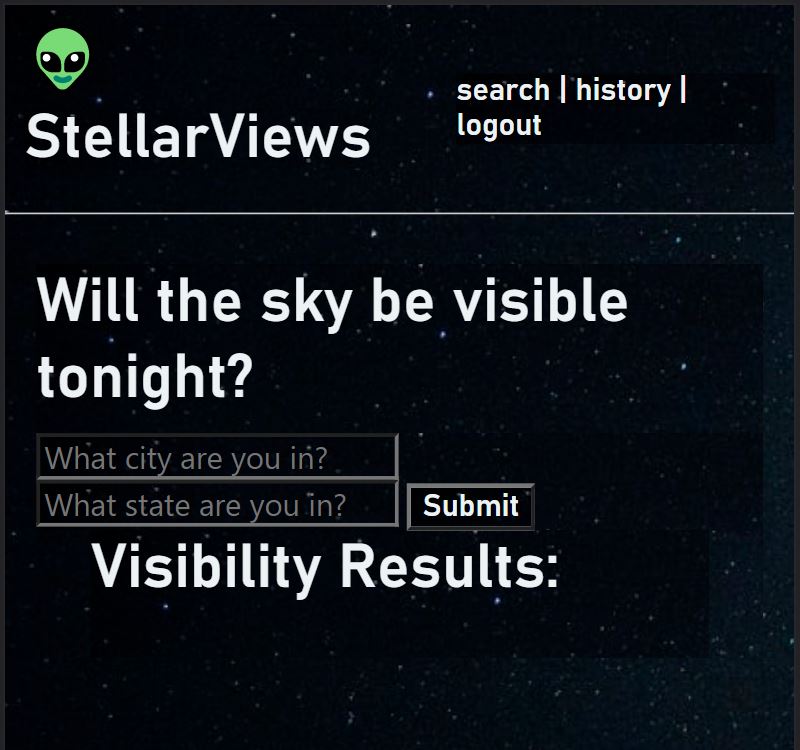 StellarViews
search | history |
logout
Will the sky be visible
tonight?
What city are you in?
What state are you in?
Submit
Visibility Results: